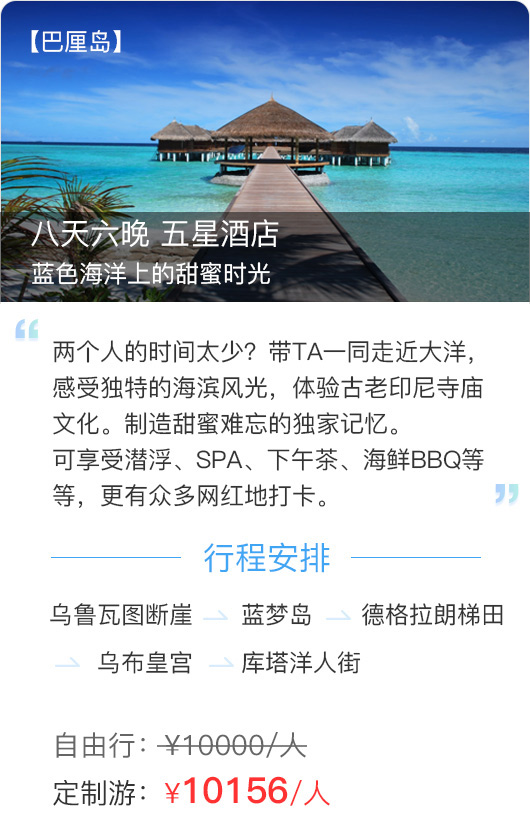 【巴厘岛】
八天六晚 五星酒店
蓝色海洋上的甜蜜时光
“
两个人的时间太少？带TA一同走近大洋，
感受独特的海滨风光，体验古老印尼寺庙
文化。制造甜蜜难忘的独家记忆。
可享受潜浮、SPA、下午茶、海鲜BBQ等
等，更有众多网红地打卡。
”
行程安排
乌鲁瓦图断崖 → 蓝梦岛 → 德格拉朗梯田
→ 乌布皇宫 → 库塔洋人街
自由行：¥10000/人
定制游：¥10156/人